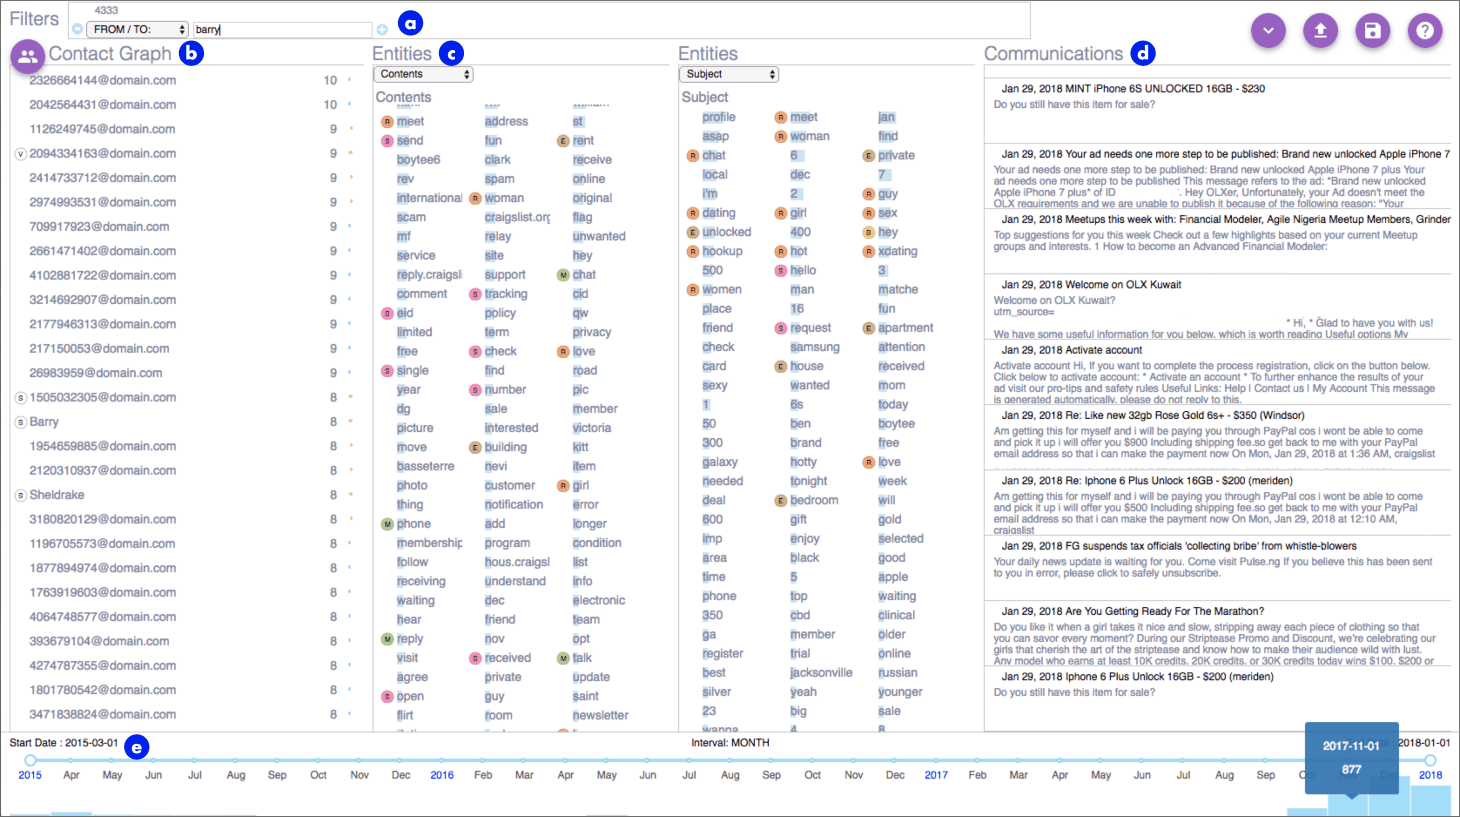 Filters
4333
FROM / TO:
barry
a
Contact Graph b
2326664144@domain.com 10
2042564431@domain.com 10
1126249745@domain.com 9
V 2094334163@domain.com 9
2414733712@domain.com 9
2974993531@domain.com 9
709917923@domain.com 9
2661471402@domain.com 9
4102881722@domain.com 9
3214692907@domain.com 9
2177946313@domain.com 9
217150053@domain.com 9
26983959@domain.com 9
S 1505032305@domain.com 8
S Barry 8
1954659885@domain.com 8
2120310937@domain.com 8
S Sheldrake 8
3180820129@domain.com 8
1196705573@domain.com 8
1877894974@domain.com 8
1763919603@domain.com 8
4064748577@domain.com 8
393679104@domain.com 8
4274787355@domain.com 8
1801780542@domain.com 8
3471838824@domain.com 8
Entities c
Contents
Contents
R meet address st
S send fun E rent
boytee6 clark receive
rev spam online
international R woman original
scam craigslist.org flag
mf relay unwanted
service site hey
reply.craigsl support M chat
comment S tracking cid
S eid policy qw
limited term privacy
free S check R love
S single find road
year S number pic
dg sale member
picture interested victoria
move E building kitt
basseterre nevi item
photo customer R girl
thing notification error
M phone add longer
membership program condition
follow hous.craigsl list
receiving understand info
waiting dec electronic
hear friend team
M reply nov opt
visit S received M talk
agree private update
S open guy saint
flirt room newsletter
Entities
Subject
Subject
profile R meet jan
asap R woman find
R chat 6 E private
local dec 7
i'm 2 R guy
R dating R girl R sex
E unlocked 400 B hey
R hookup R hot R xdating
500 S hello 3
R women man matche
place 16 fun
friend S request E apartment
check samsung attention
card E house received
sexy wanted mom
1 6s today
50 ben boytee
300 brand free
galaxy hotty R love
needed tonight week
deal E bedroom will
600 gift gold
imp enjoy selected
area black good
time 5 apple
phone top waiting
350 cbd clinical
ga member older
register trial online
best jacksonville russian
silver yeah younger
23 big sale
wanna 4 8
Communications d
Jan 29, 2018 MINT iPhone 6S UNLOCKED 16GB - $230
Do you still have this item for sale?
Jan 29, 2018 Your ad needs one more step to be published: Brand new unlocked Apple iPhone 7
Your ad needs one more step to be published: Brand new unlocked Apple iPhone 7 plus Your
ad needs one more step to be published This message refers to the ad: "Brand new unlocked
Apple iPhone 7 plus" of ID . Hey OLXer, Unfortunately, your Ad doesn't meet the
OLX requirements and we are unable to publish it because of the following reason: "Your
Jan 29, 2018 Meetups this week with: Financial Modeler, Agile Nigeria Meetup Members, Grinder
Top suggestions for you this week Check out a few highlights based on your current Meetup
groups and interests. 1 How to become an Advanced Financial Modeler:
Jan 29, 2018 Welcome on OLX Kuwait
Welcome on OLX Kuwait?
utm_source=
* Hi, * Glad to have you with us!
We have some useful information for you below, which is worth reading Useful options My
Jan 29, 2018 Activate account
Activate account Hi, If you want to complete the process registration, click on the button below.
Click below to activate account: * Activate an account * To further enhance the results of your
ad visit our pro-tips and safety rules Useful Links: Help I Contact us I My Account This message
is generated automatically, please do not reply to this.
Jan 29, 2018 Re: Like new 32gb Rose Gold 6s+ - $350 (Windsor)
Am getting this for myself and i will be paying you through PayPal cos i wont be able to come
and pick it up i will offer you $900 Including shipping fee.so get back to me with your PayPal
email address so that i can make the payment now On Mon, Jan 29, 2018 at 1:36 AM, craigslist
Jan 29, 2018 Re: Iphone 6 Plus Unlock 16GB - $200 (meriden)
Am getting this for myself and i will be paying you through PayPal cos i wont be able to come
and pick it up i will offer you $500 Including shipping fee.so get back to me with your PayPal
email address so that i can make the payment now On Mon, Jan 29, 2018 at 12:10 AM,
craigslist
Jan 29, 2018 FG suspends tax officials 'collecting bribe' from whistle-blowers
Your daily news update is waiting for you. Come visit Pulse.ng If you believe this has been sent
to you in error, please click to safely unsubscribe.
Jan 29, 2018 Are You Getting Ready For The Marathon?
Do you like it when a girl takes it nice and slow, stripping away each piece of clothing so that
you can savor every moment? During our Striptease Promo and Discount, we're celebrating our
girls that cherish the art of the striptease and know how to make their audience wild with lust.
Any model who earns at least 10K credits, 20K credits, or 30K credits today wins $100, $200 or
Jan 29, 2018 Iphone 6 Plus Unlock 16GB - $200 (meriden)
Do you still have this item for sale?
Start Date : 2015-03-01 e
Interval: MONTH
: 2018-01-01
2017-11-01
877
2015 Apr May Jun Jul Aug Sep Oct Nov Dec 2016 Feb Mar Apr May Jun Jul Aug Sep Oct Nov Dec 2017 Feb Mar Apr May Jun Jul Aug Sep 2018